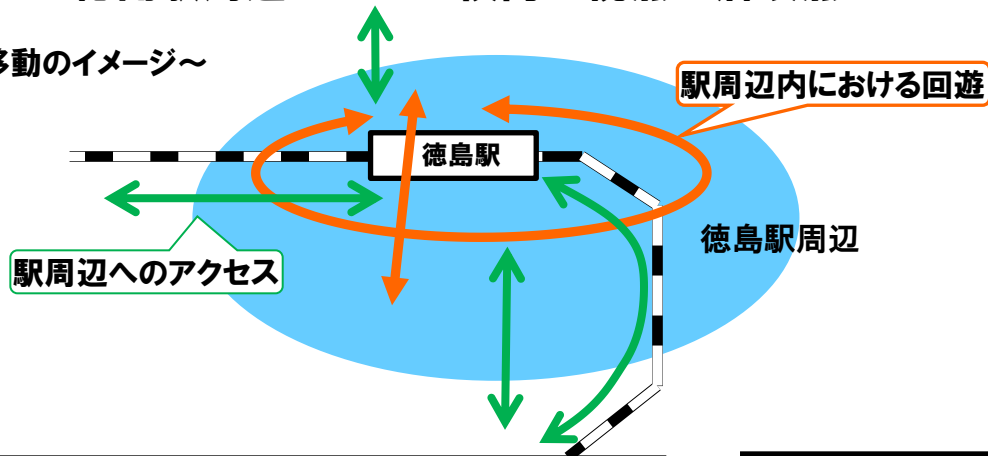 移動のイメージ～
駅周辺内における回遊
徳島駅
徳島駅周辺
駅周辺へのアクセス